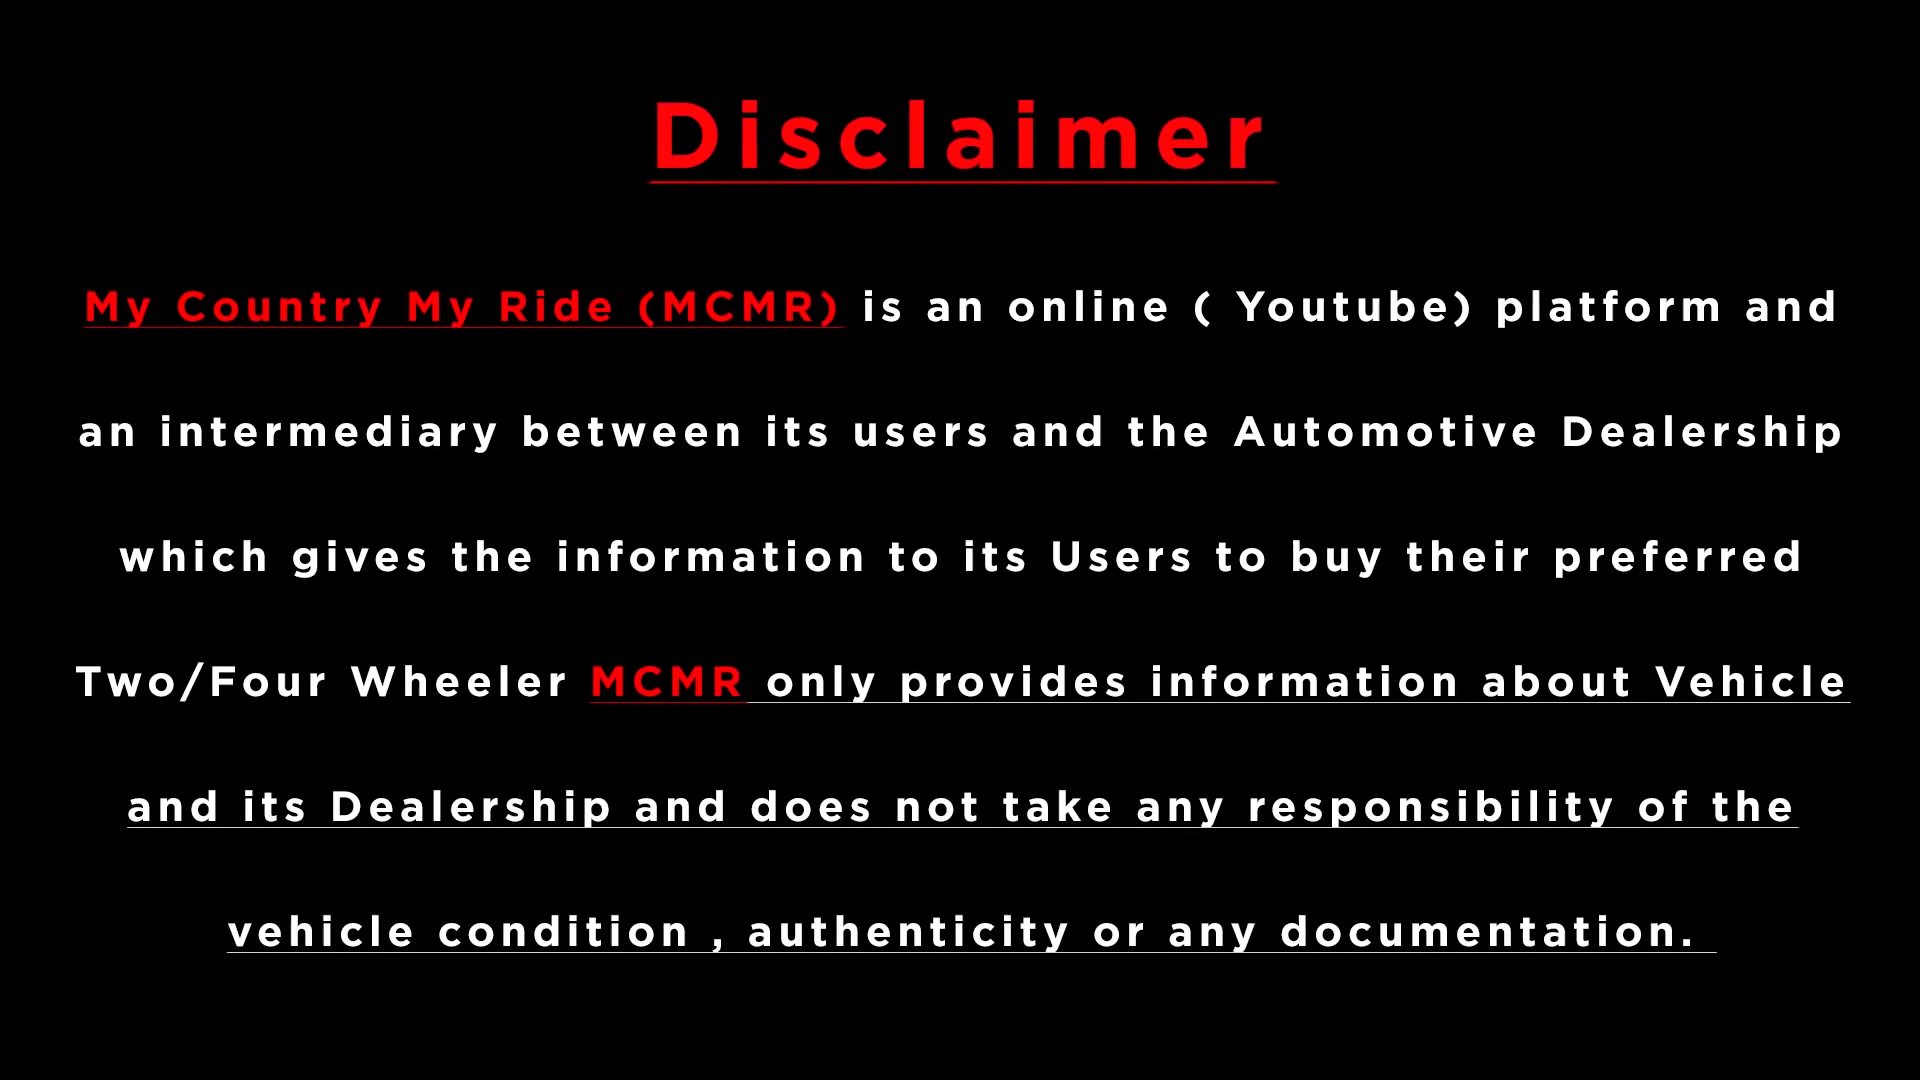 Disclaimer
My Country My Ride (MCMR) is an online ( Youtube) platform and
an intermediary between its users and the Automotive Dealership
which gives the information to its Users to buy their preferred
Two/Four Wheeler MCMR only provides information about Vehicle
and its Dealership and does not take any responsibility of the
vehicle condition , authenticity or any documentation.